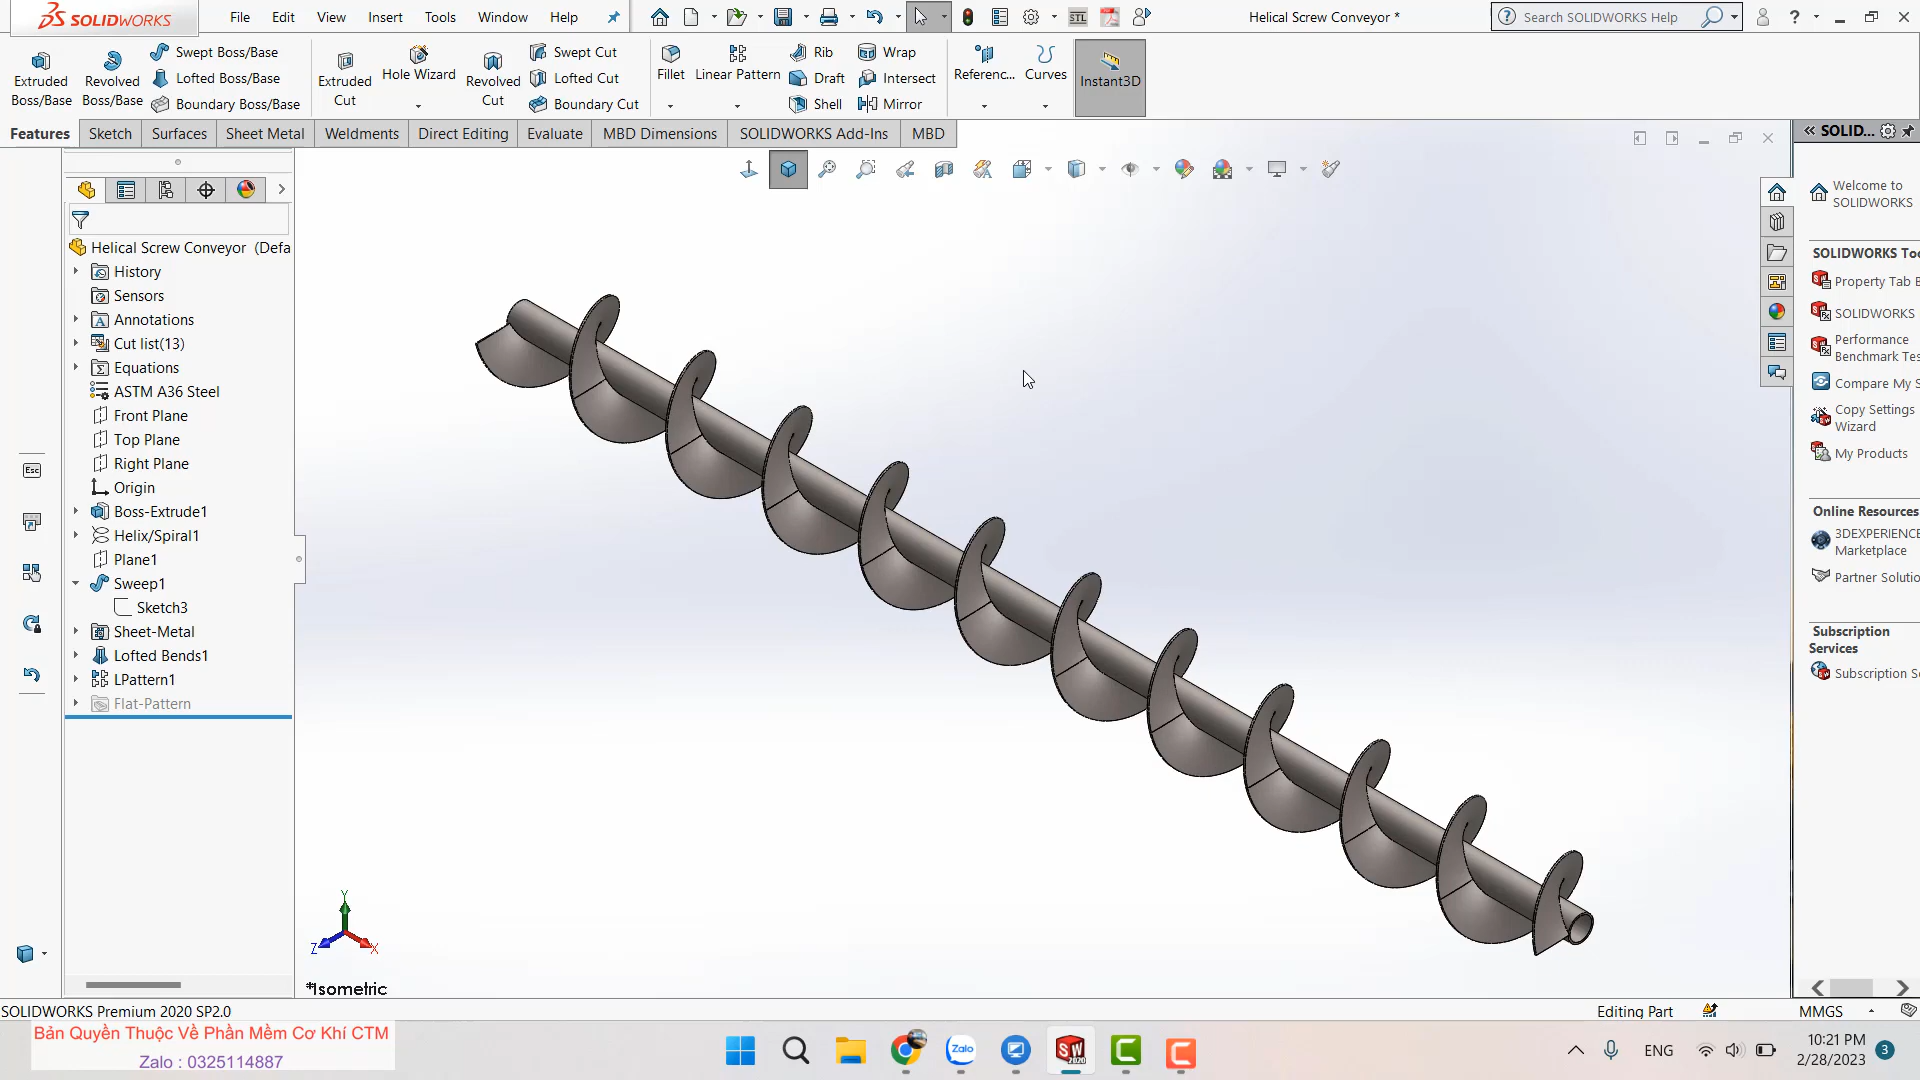 SOLIDWORKS
File Edit View Insert Tools Window Help
STL
Helical Screw Conveyor *
Search SOLIDWORKS Help
Extruded Boss/Base
Revolved Boss/Base
Swept Boss/Base
Lofted Boss/Base
Boundary Boss/Base
Extruded Cut
Hole Wizard
Revolved Cut
Swept Cut
Lofted Cut
Boundary Cut
Fillet
Linear Pattern
Rib
Draft
Shell
Wrap
Intersect
Mirror
Referenc...
Curves
Instant3D
Features Sketch Surfaces Sheet Metal Weldments Direct Editing Evaluate MBD Dimensions SOLIDWORKS Add-Ins MBD
Helical Screw Conveyor (Defa
History
Sensors
Annotations
Cut list(13)
Equations
ASTM A36 Steel
Front Plane
Top Plane
Right Plane
Origin
Boss-Extrude1
Helix/Spiral1
Plane1
Sweep1
Sketch3
Sheet-Metal
Lofted Bends1
LPattern1
Flat-Pattern
Esc
Y
Z
X
*Isometric
SOLID...
Welcome to
SOLIDWORKS
SOLIDWORKS Too
Property Tab B
SOLIDWORKS
Performance
Benchmark Tes
Compare My S
Copy Settings
Wizard
My Products
Online Resources
3DEXPERIENCE
Marketplace
Partner Solutio
Subscription
Services
Subscription Se
SOLIDWORKS Premium 2020 SP2.0
Editing Part
MMGS
Bản Quyền Thuộc Về Phần Mềm Cơ Khí CTM
Zalo : 0325114887
Zalo
SW
2020
ENG
10:21 PM
2/28/2023
3